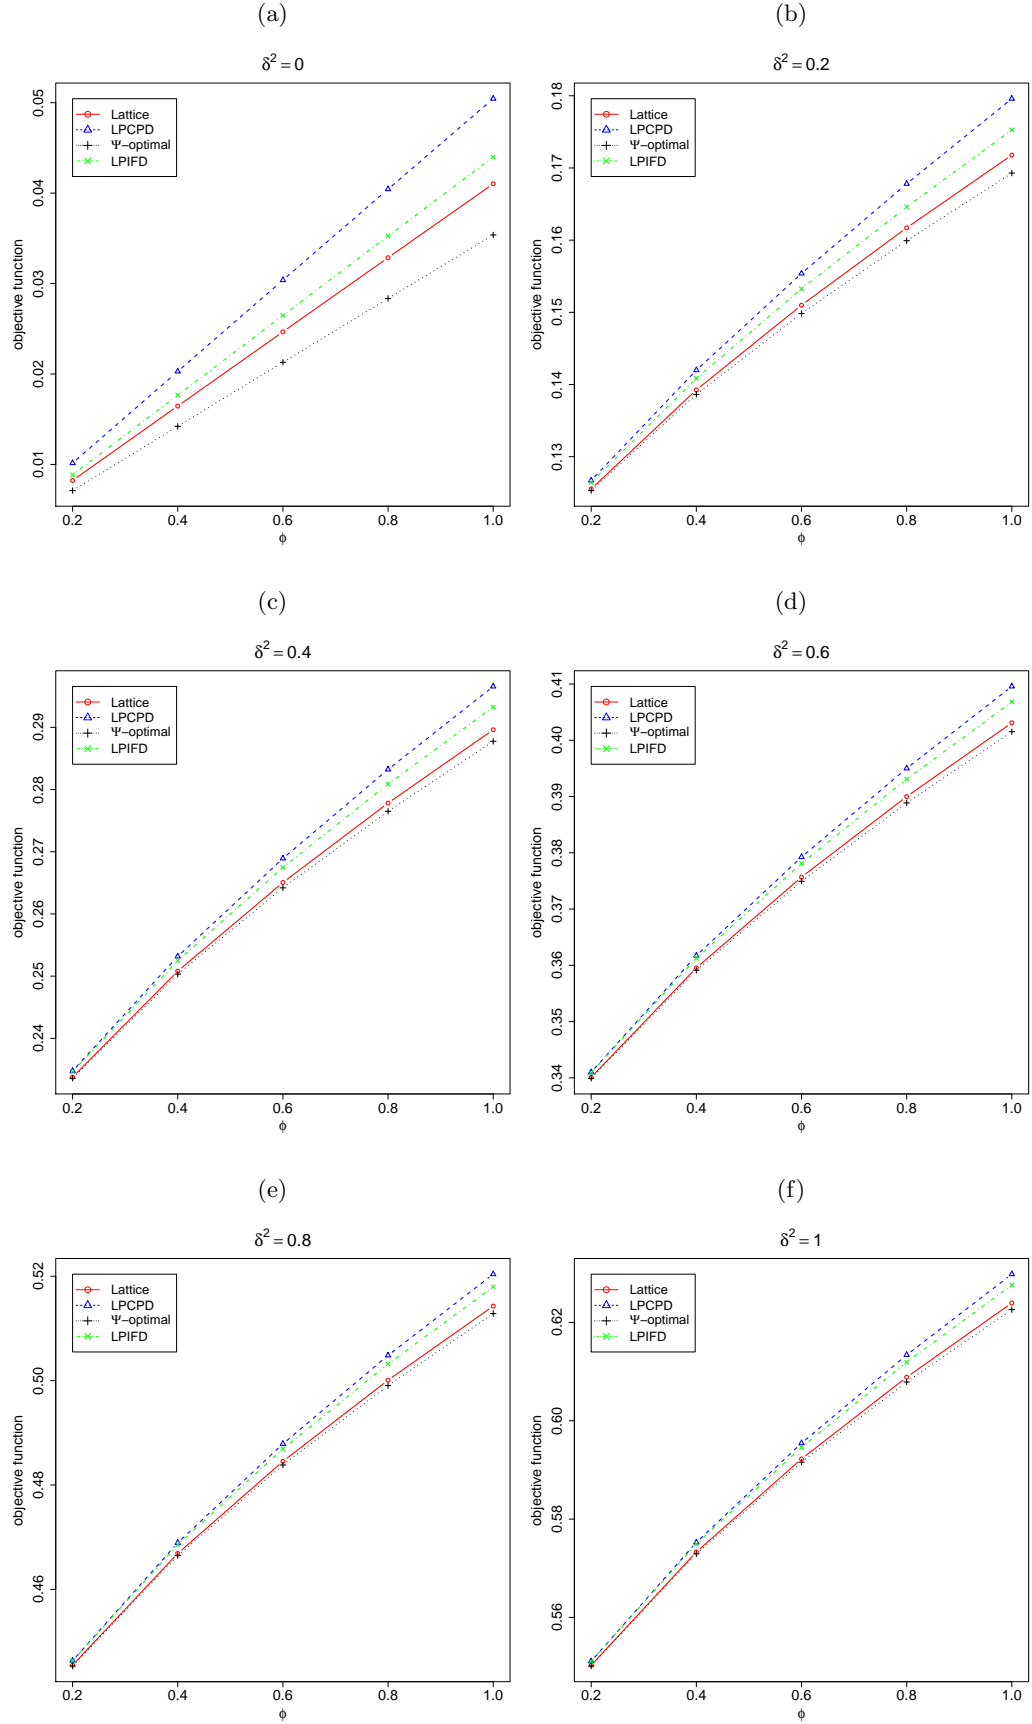 (a)
δ² = 0
Lattice
LPCPD
Ψ−optimal
LPIFD
objective function
0.05
0.04
0.03
0.02
0.01
0.2 0.4 0.6 0.8 1.0
ϕ
(b)
δ² = 0.2
Lattice
LPCPD
Ψ−optimal
LPIFD
objective function
0.18
0.17
0.16
0.15
0.14
0.13
0.2 0.4 0.6 0.8 1.0
ϕ
(c)
δ² = 0.4
Lattice
LPCPD
Ψ−optimal
LPIFD
objective function
0.29
0.28
0.27
0.26
0.25
0.24
0.2 0.4 0.6 0.8 1.0
ϕ
(d)
δ² = 0.6
Lattice
LPCPD
Ψ−optimal
LPIFD
objective function
0.41
0.40
0.39
0.38
0.37
0.36
0.35
0.34
0.2 0.4 0.6 0.8 1.0
ϕ
(e)
δ² = 0.8
Lattice
LPCPD
Ψ−optimal
LPIFD
objective function
0.52
0.50
0.48
0.46
0.2 0.4 0.6 0.8 1.0
ϕ
(f)
δ² = 1
Lattice
LPCPD
Ψ−optimal
LPIFD
objective function
0.62
0.60
0.58
0.56
0.2 0.4 0.6 0.8 1.0
ϕ